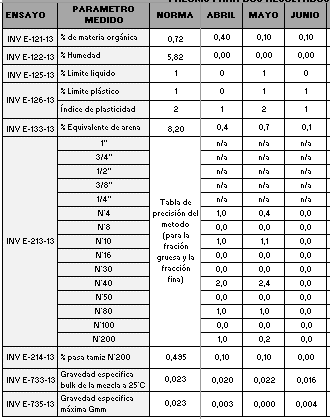 ENSAYO PARAMETRO MEDIDO NORMA ABRIL MAYO JUNIO
INV E-121-13 % de materia orgánica 0,72 0,40 0,10 0,10
INV E-122-13 % Humedad 5,82 0,00 0,00 0,00
INV E-125-13 % Limite liquido 1 0 1 0
INV E-126-13 % Limite plástico 1 0 1 1
Índice de plasticidad 2 1 2 1
INV E-133-13 % Equivalente de arena 8,20 0,4 0,7 0,1
INV E-213-13 Tabla de precisión del metodo (para la fración gruesa y la fracción fina)
1" n/a n/a n/a
3/4" n/a n/a n/a
1/2" n/a n/a n/a
3/8" n/a n/a n/a
1/4" n/a n/a n/a
N°4 1,0 0,4 0,0
N°8 0,0 0,0 0,0
N°10 1,0 1,1 0,0
N°16 0,0 0,0 0,0
N°30 0,0 0,0 0,0
N°40 2,0 2,4 0,0
N°50 0,0 0,0 0,0
N°80 1,0 1,0 0,0
N°100 0,0 0,0 0,0
N°200 1,0 0,2 0,0
INV E-214-13 % pasa tamiz N°200 0,495 0,10 0,10 0.00
INV E-733-13 Gravedad especifica bulk de la mezcla a 25°C 0,023 0,020 0,022 0,016
INV E-735-13 Gravedad especifica máxima Gmm 0,023 0,003 0,000 0,004